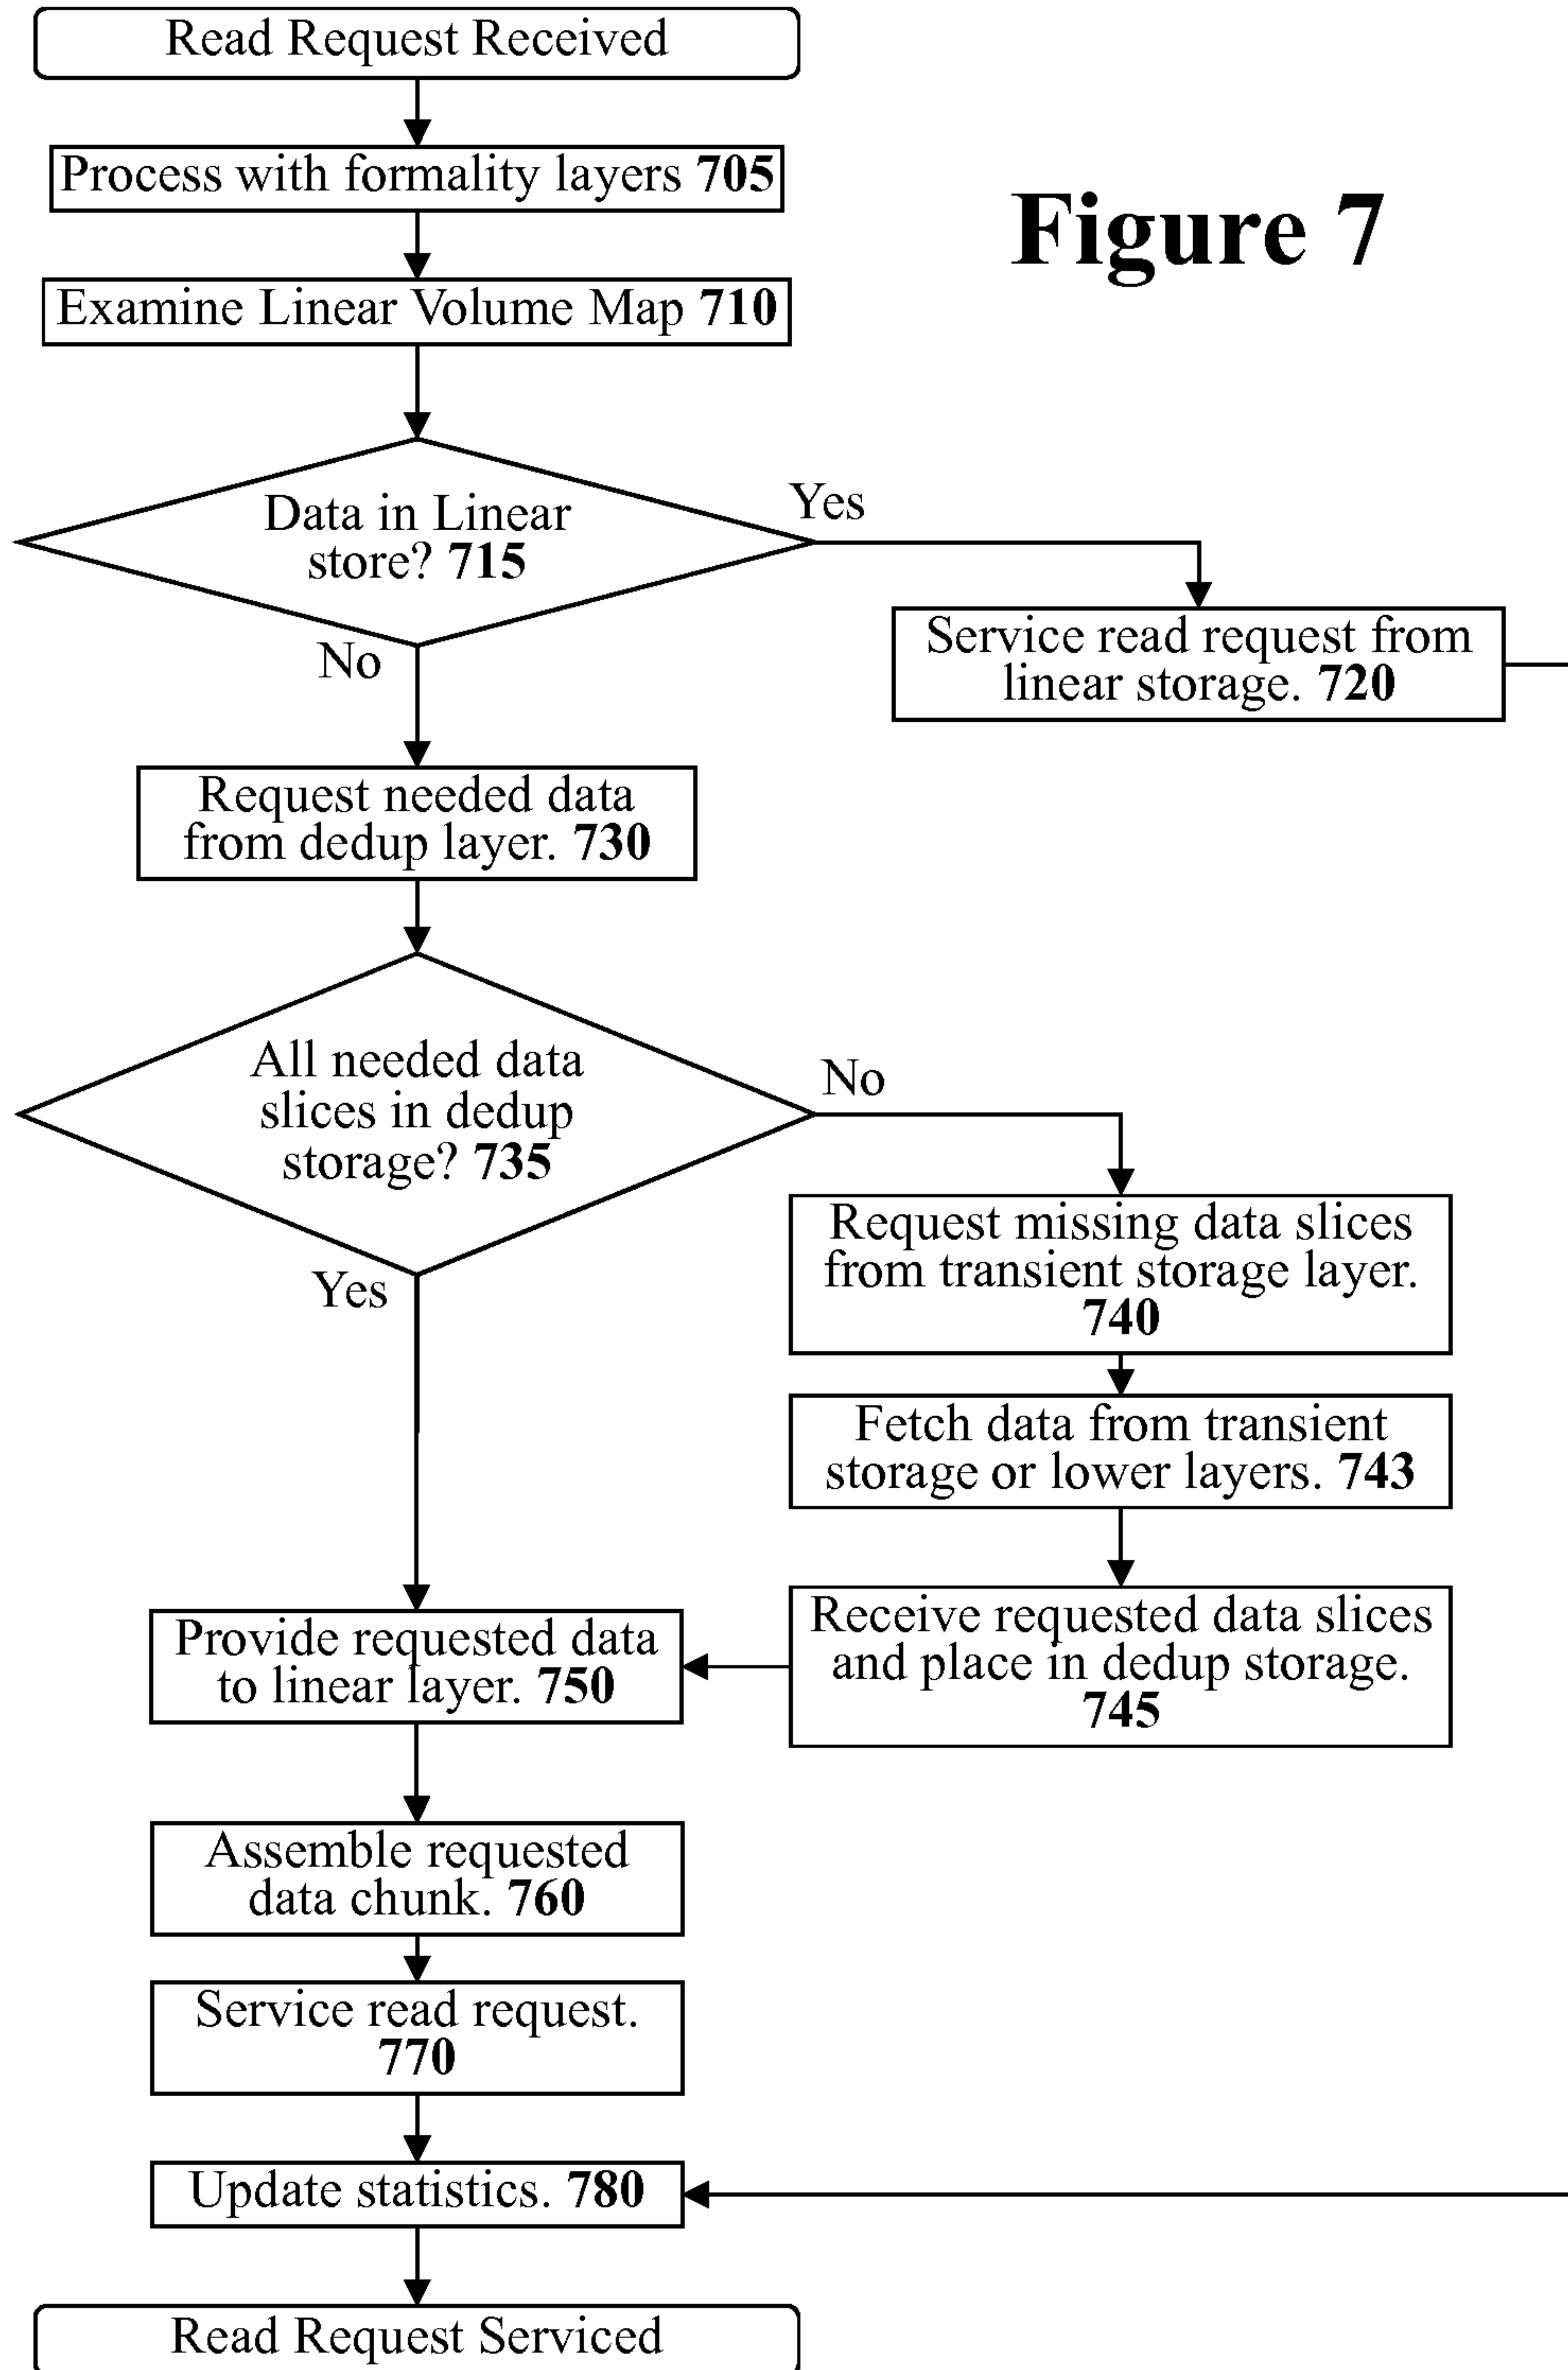 Read Request Received
Process with formality layers 705
Figure 7
Examine Linear Volume Map 710
Data in Linear
store? 715
Yes
No
Service read request from
linear storage. 720
Request needed data
from dedup layer. 730
All needed data
slices in dedup
storage? 735
No
Yes
Request missing data slices
from transient storage layer.
740
Fetch data from transient
storage or lower layers. 743
Receive requested data slices
and place in dedup storage.
745
Provide requested data
to linear layer. 750
Assemble requested
data chunk. 760
Service read request.
770
Update statistics. 780
Read Request Serviced